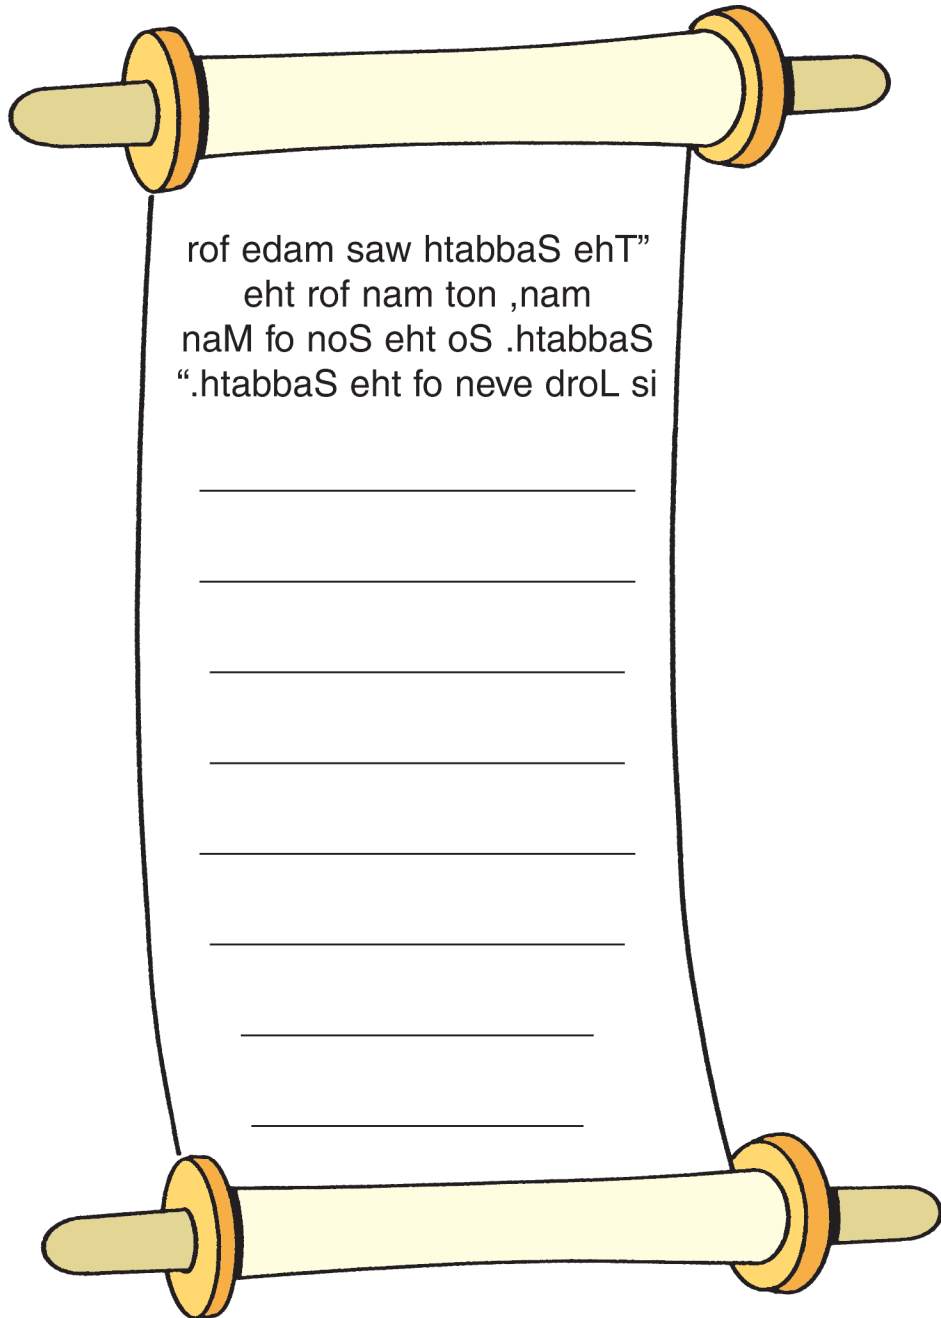 rof edam saw htabbaS ehT”
eht rof nam ton ,nam
naM fo noS eht oS .htabbaS
“.htabbaS eht fo neve droL si